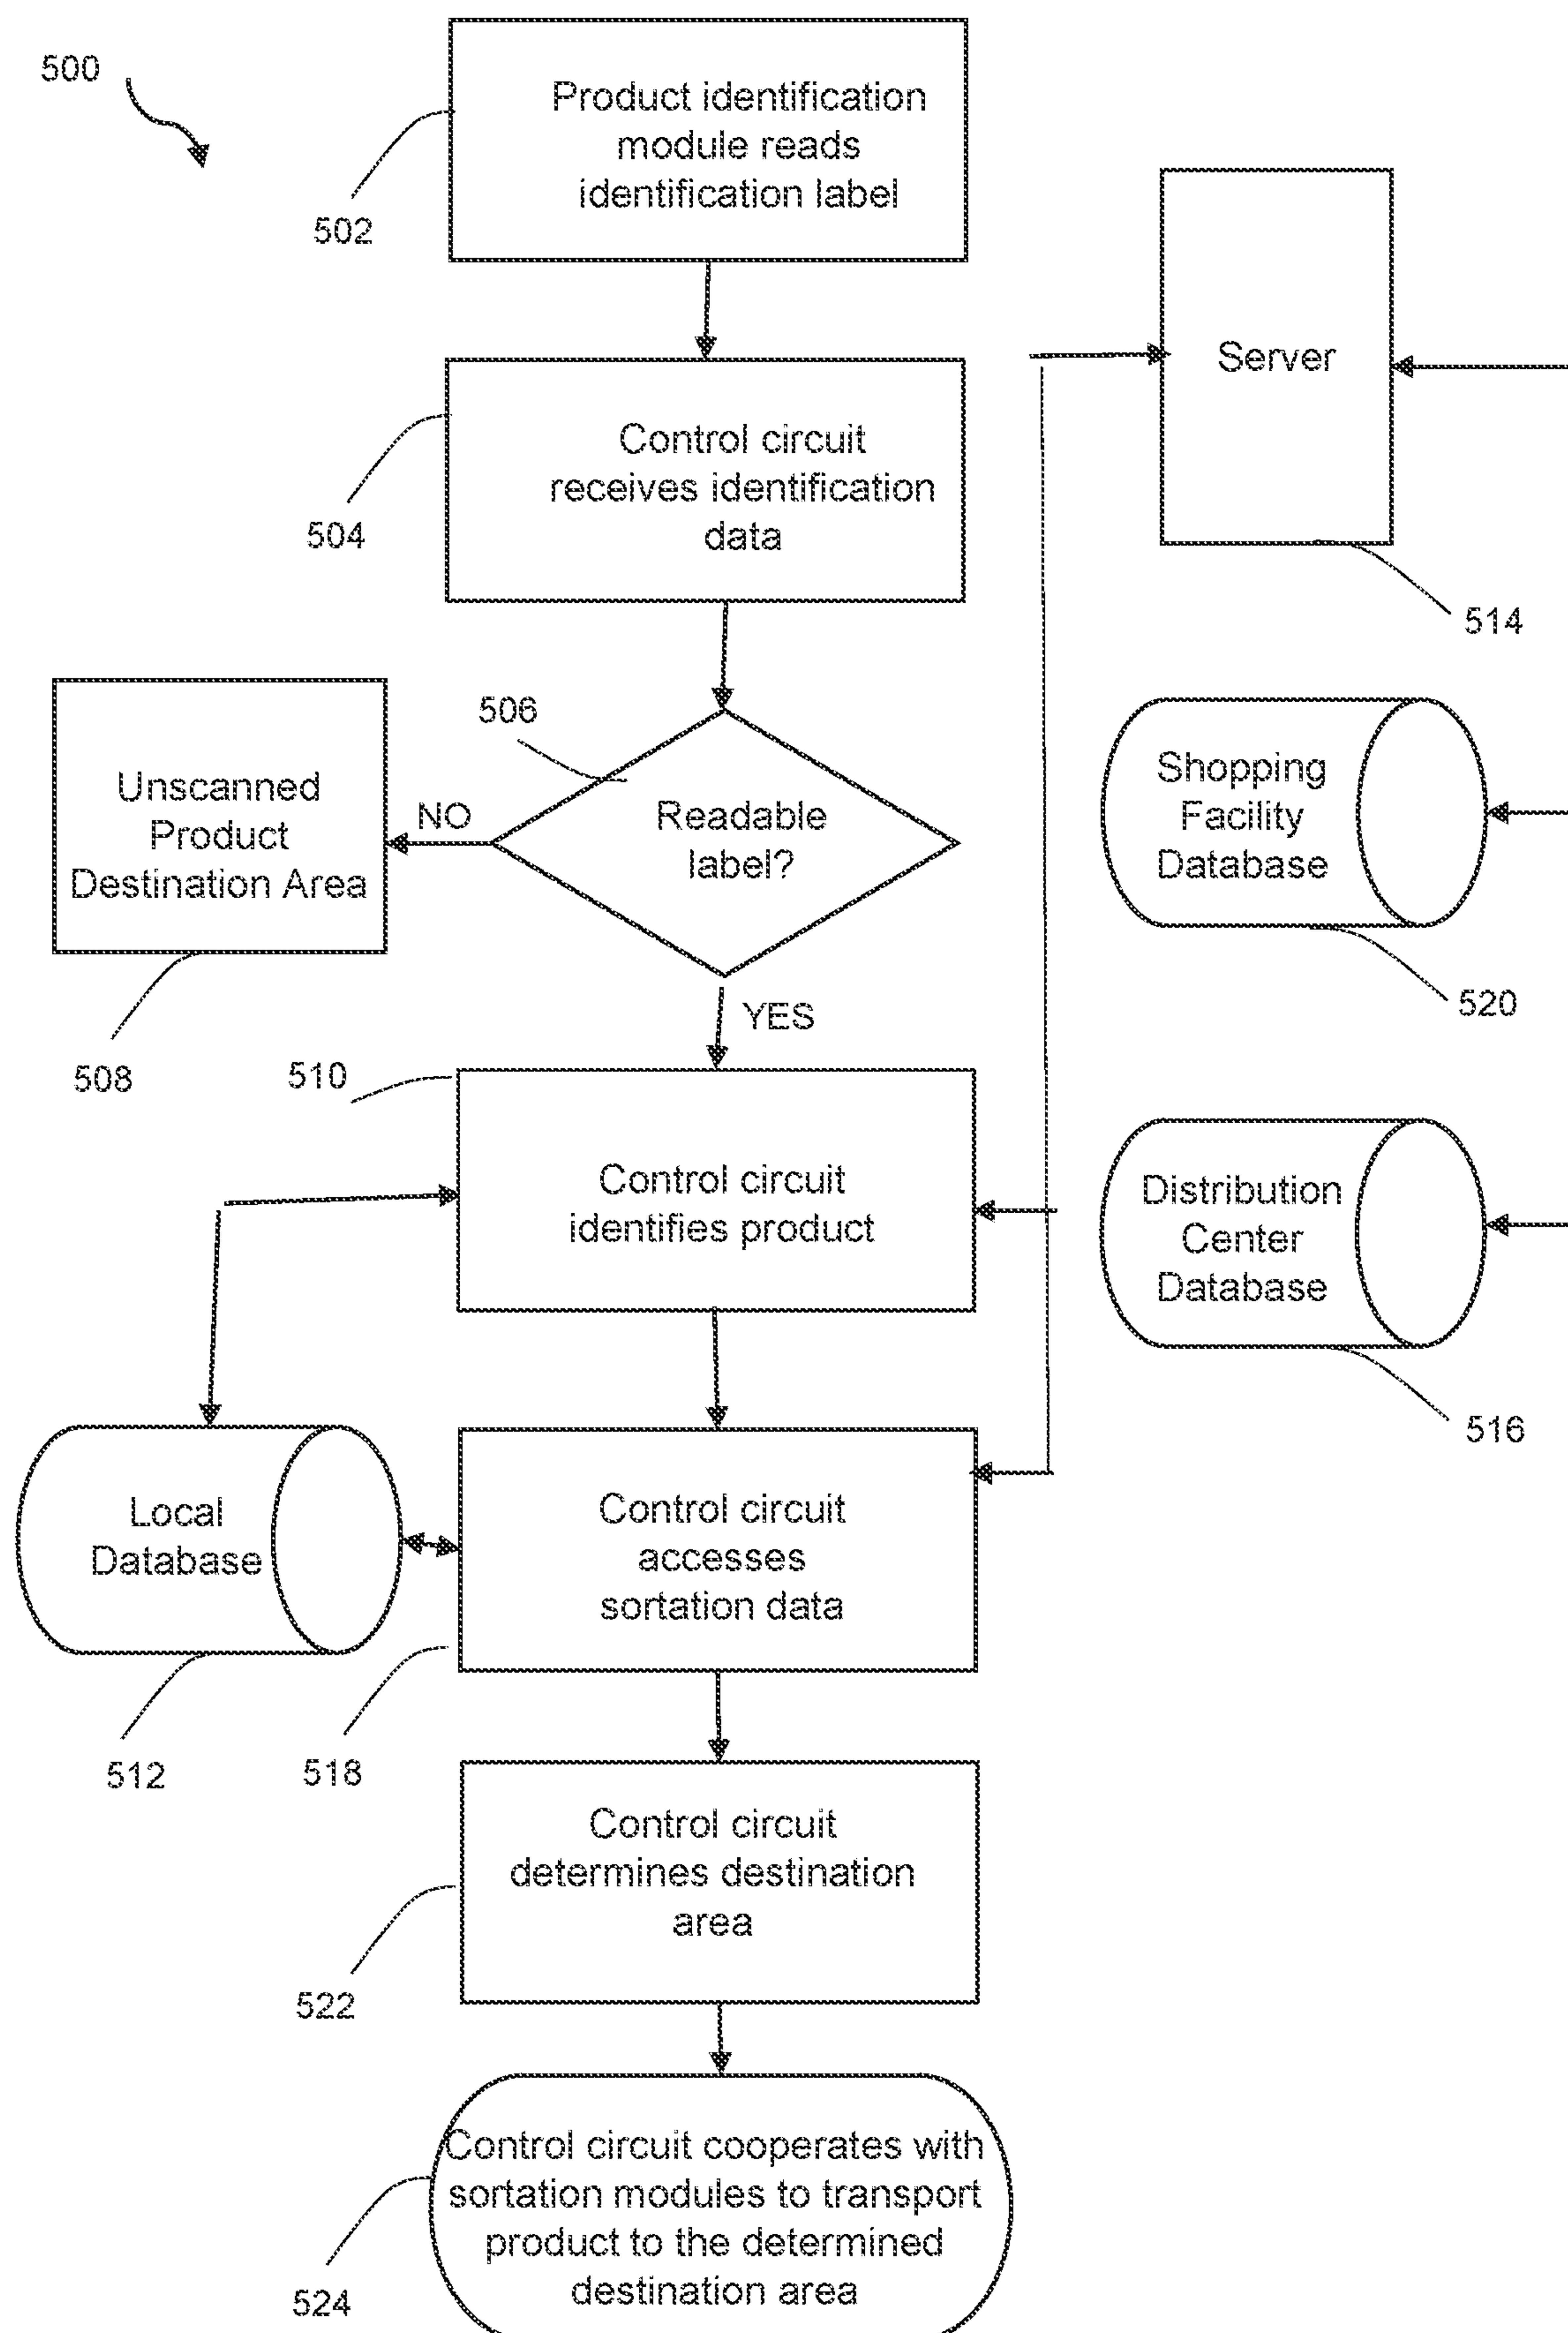 500
Product identification
module reads
identification label
502
Control circuit
receives identification
data
504
Server
514
506
Readable
label?
NO
YES
Unscanned
Product
Destination Area
508
Shopping
Facility
Database
520
510
Control circuit
identifies product
Distribution
Center
Database
516
Local
Database
512
Control circuit
accesses
sortation data
518
Control circuit
determines destination
area
522
Control circuit cooperates with
sortation modules to transport
product to the determined
destination area
524